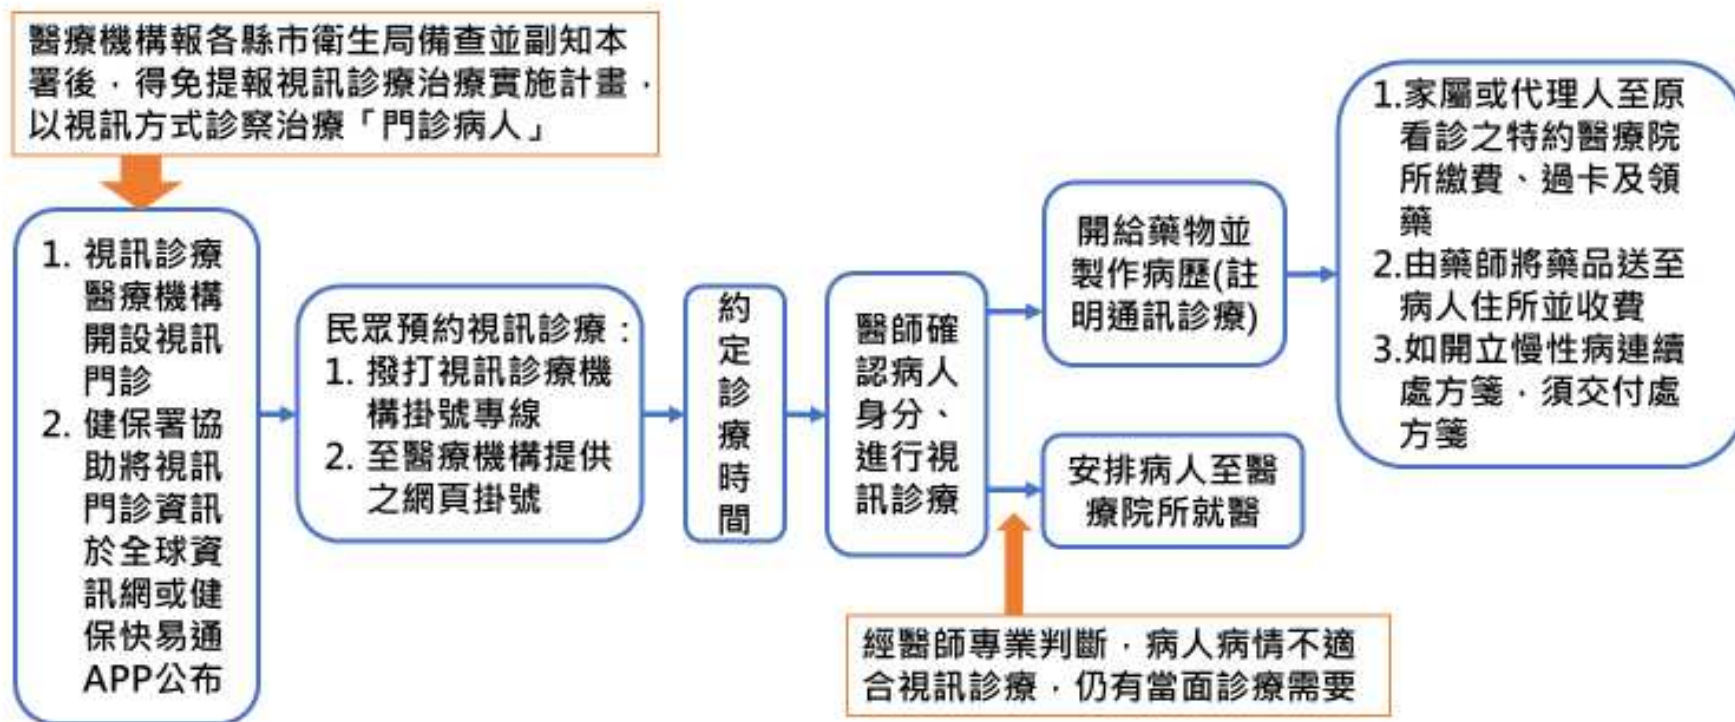 醫療機構報各縣市衛生局備查並副知本
署後，得免提報視訊診療治療實施計畫，
以視訊方式診察治療「門診病人」
1. 視訊診療
醫療機構
開設視訊
門診
2. 健保署協
助將視訊
門診資訊
於全球資
訊網或健
保快易通
APP公布
民眾預約視訊診療：
1. 撥打視訊診療機
構掛號專線
2. 至醫療機構提供
之網頁掛號
約
定
診
療
時
間
醫師確
認病人
身分、
進行視
訊診療
開給藥物並
製作病歷(註
明通訊診療)
1.家屬或代理人至原
看診之特約醫療院
所繳費、過卡及領
藥
2.由藥師將藥品送至
病人住所並收費
3.如開立慢性病連續
處方箋，須交付處
方箋
安排病人至醫
療院所就醫
經醫師專業判斷，病人病情不適
合視訊診療，仍有當面診療需要